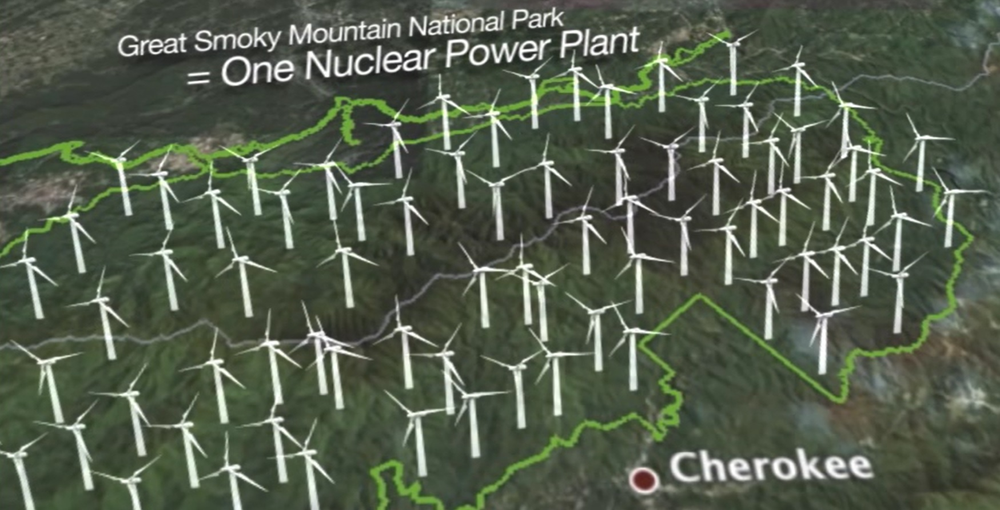 Great Smoky Mountain National Park
= One Nuclear Power Plant
Cherokee